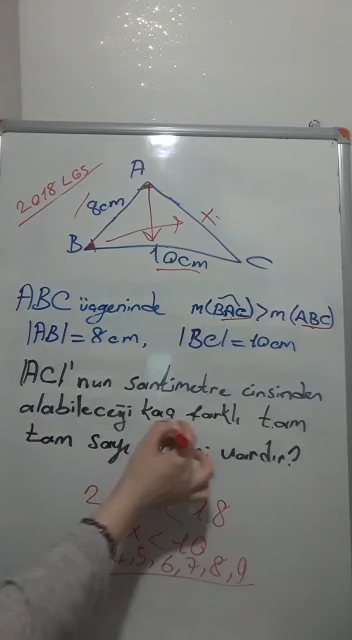 2018 LGS
A
8cm
x
B
10cm
C
ABC üçgeninde m(BAC)>m(ABC)
|AB|=8cm, |BC|=10cm
|AC|'nun santimetre cinsinden
alabileceği kaç farklı tam
tam sayı vardır?
2 < 18
x < 10
4,5,6,7,8,9